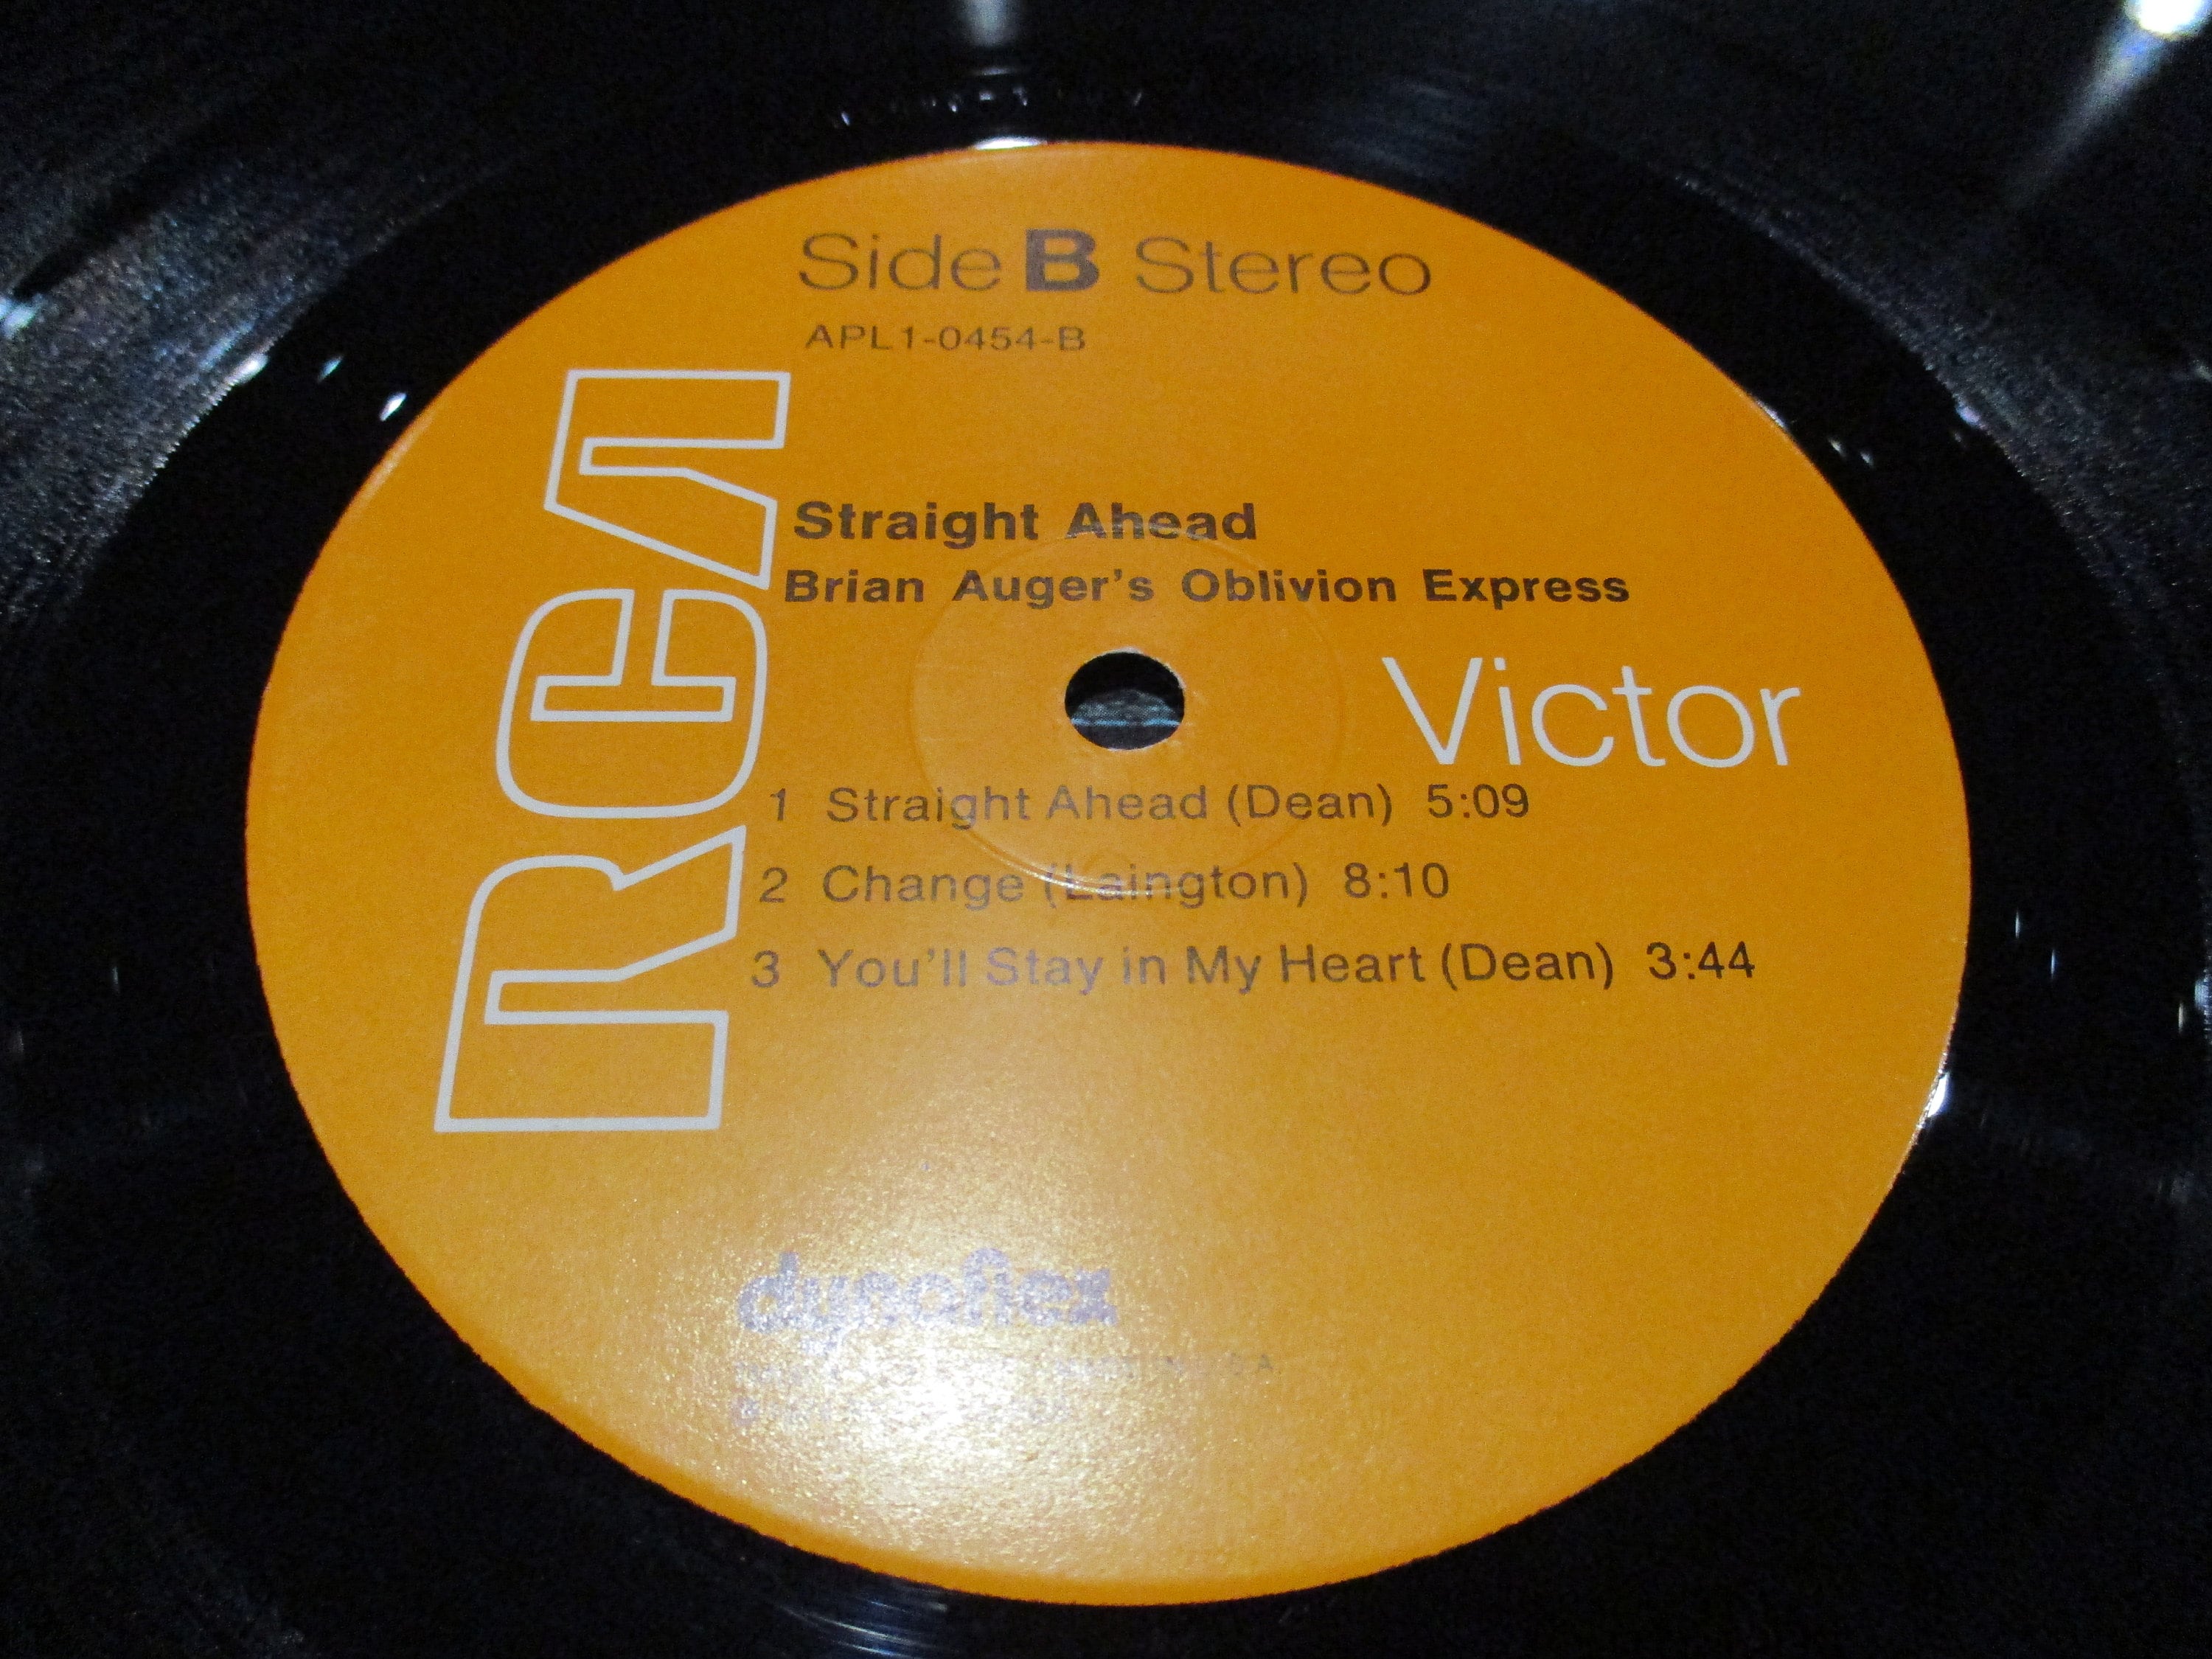 Side B Stereo
APL1-0454-B
RCA
Straight Ahead
Brian Auger's Oblivion Express
Victor
1 Straight Ahead (Dean) 5:09
2 Change (Laington) 8:10
3 You'll Stay in My Heart (Dean) 3:44
dynaflex